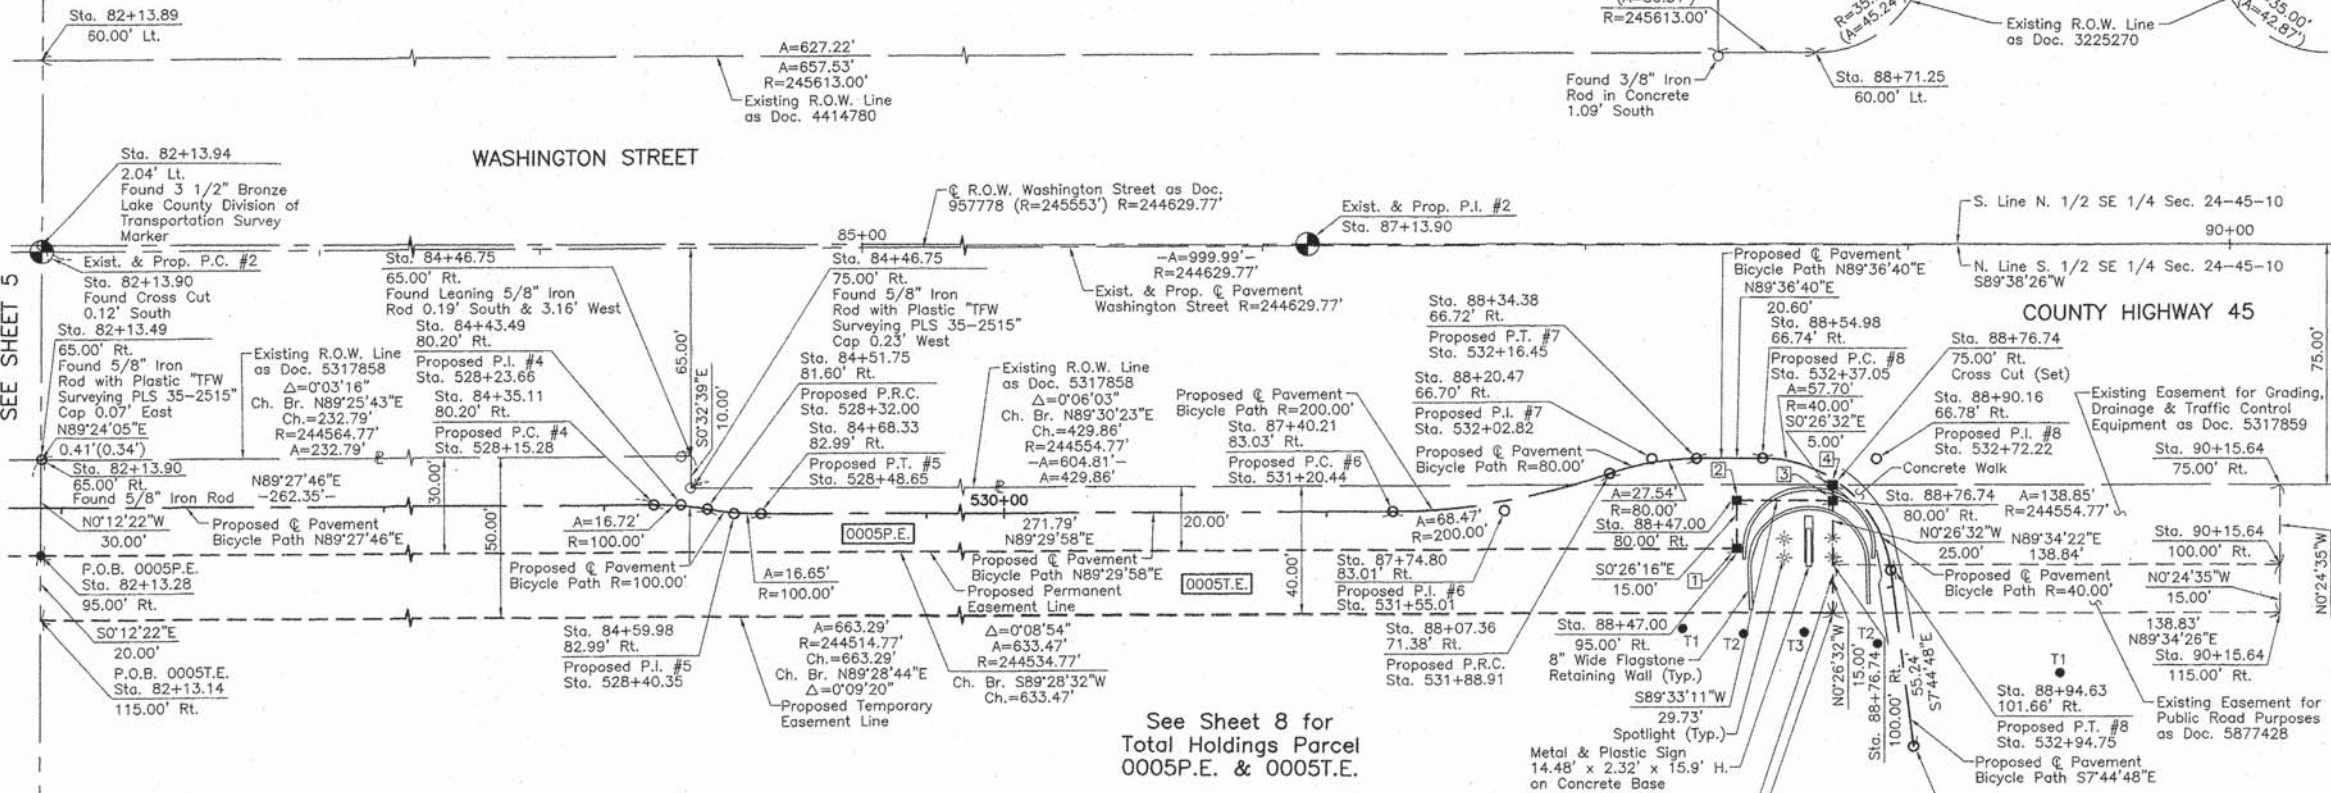 Sta. 82+13.89
60.00' Lt.
A=627.22'
A=657.53'
R=245613.00'
Existing R.O.W. Line
as Doc. 4414780
R=245613.00'
(A=45.24')
Existing R.O.W. Line
as Doc. 3225270
35.00'
(A=42.87')
Found 3/8" Iron
Rod in Concrete
1.09' South
Sta. 88+71.25
60.00' Lt.
SEE SHEET 5
Sta. 82+13.94
2.04' Lt.
Found 3 1/2" Bronze
Lake County Division of
Transportation Survey
Marker
WASHINGTON STREET
℄ R.O.W. Washington Street as Doc.
957778 (R=245553') R=244629.77'
Exist. & Prop. P.I. #2
Sta. 87+13.90
S. Line N. 1/2 SE 1/4 Sec. 24-45-10
85+00
90+00
Exist. & Prop. P.C. #2
Sta. 82+13.90
Found Cross Cut
0.12' South
Sta. 82+13.49
65.00' Rt.
Found 5/8" Iron
Rod with Plastic "TFW
Surveying PLS 35-2515"
Cap 0.07' East
N89°24'05"E
0.41'(0.34')
Sta. 82+13.90
65.00' Rt.
Found 5/8" Iron Rod
N0°12'22"W
30.00'
P.O.B. 0005P.E.
Sta. 82+13.28
95.00' Rt.
S0°12'22"E
20.00'
P.O.B. 0005T.E.
Sta. 82+13.14
115.00' Rt.
Existing R.O.W. Line
as Doc. 5317858
Δ=0°03'16"
Ch. Br. N89°25'43"E
Ch.=232.79'
R=244564.77'
A=232.79'
℄
N89°27'46"E
-262.35'-
Proposed ℄ Pavement
Bicycle Path N89°27'46"E
30.00'
50.00'
Sta. 84+46.75
65.00' Rt.
Found Leaning 5/8" Iron
Rod 0.19' South & 3.16' West
Sta. 84+43.49
80.20' Rt.
Proposed P.I. #4
Sta. 528+23.66
Sta. 84+35.11
80.20' Rt.
Proposed P.C. #4
Sta. 528+15.28
65.00'
S0°32'39"E
10.00'
A=16.72'
R=100.00'
Proposed ℄ Pavement
Bicycle Path R=100.00'
Sta. 84+59.98
82.99' Rt.
Proposed P.I. #5
Sta. 528+40.35
A=16.65'
R=100.00'
Sta. 84+46.75
75.00' Rt.
Found 5/8" Iron
Rod with Plastic "TFW
Surveying PLS 35-2515"
Cap 0.23' West
Sta. 84+51.75
81.60' Rt.
Proposed P.R.C.
Sta. 528+32.00
Sta. 84+68.33
82.99' Rt.
Proposed P.T. #5
Sta. 528+48.65
0005P.E.
A=663.29'
R=244514.77'
Ch.=663.29'
Ch. Br. N89°28'44"E
Δ=0°09'20"
Proposed Temporary
Easement Line
-A=999.99'-
R=244629.77'
Exist. & Prop. ℄ Pavement
Washington Street R=244629.77'
Existing R.O.W. Line
as Doc. 5317858
Δ=0°06'03"
Ch. Br. N89°30'23"E
Ch.=429.86'
R=244554.77'
-A=604.81'-
A=429.86'
℄
530+00
271.79'
N89°29'58"E
Proposed ℄ Pavement
Bicycle Path N89°29'58"E
Proposed Permanent
Easement Line
Δ=0°08'54"
A=633.47'
R=244534.77'
Ch. Br. S89°28'32"W
Ch.=633.47'
20.00'
40.00'
0005T.E.
See Sheet 8 for
Total Holdings Parcel
0005P.E. & 0005T.E.
Proposed ℄ Pavement
Bicycle Path R=200.00'
Sta. 87+40.21
83.03' Rt.
Proposed P.C. #6
Sta. 531+20.44
A=68.47'
R=200.00'
Sta. 87+74.80
83.01' Rt.
Proposed P.I. #6
Sta. 531+55.01
Sta. 88+07.36
71.38' Rt.
Proposed P.R.C.
Sta. 531+88.91
Sta. 88+34.38
66.72' Rt.
Proposed P.T. #7
Sta. 532+16.45
Sta. 88+20.47
66.70' Rt.
Proposed P.I. #7
Sta. 532+02.82
Proposed ℄ Pavement
Bicycle Path R=80.00'
A=27.54'
R=80.00'
Sta. 88+47.00
80.00' Rt.
S0°26'16"E
15.00'
Sta. 88+47.00
95.00' Rt.
8" Wide Flagstone
Retaining Wall (Typ.)
S89°33'11"W
29.73'
Spotlight (Typ.)
Metal & Plastic Sign
14.48' x 2.32' x 15.9' H.
on Concrete Base
1
2
3
4
T1
T2
T3
T2
T1
Proposed ℄ Pavement
Bicycle Path N89°36'40"E
N89°36'40"E
20.60'
Sta. 88+54.98
66.74' Rt.
Proposed P.C. #8
Sta. 532+37.05
A=57.70'
R=40.00'
S0°26'32"E
5.00'
N. Line S. 1/2 SE 1/4 Sec. 24-45-10
S89°38'26"W
COUNTY HIGHWAY 45
Sta. 88+76.74
75.00' Rt.
Cross Cut (Set)
Sta. 88+90.16
66.78' Rt.
Proposed P.I. #8
Sta. 532+72.22
Concrete Walk
Sta. 88+76.74
80.00' Rt.
N0°26'32"W
25.00'
Existing Easement for Grading,
Drainage & Traffic Control
Equipment as Doc. 5317859
75.00'
Sta. 90+15.64
75.00' Rt.
A=138.85'
R=244554.77'
N89°34'22"E
138.84'
Sta. 90+15.64
100.00' Rt.
Proposed ℄ Pavement
Bicycle Path R=40.00'
N0°24'35"W
15.00'
N0°24'35"W
138.83'
N89°34'26"E
Sta. 90+15.64
115.00' Rt.
N0°26'32"W
15.00'
Sta. 88+76.74
100.00' Rt.
55.24'
S7°44'48"E
Sta. 88+94.63
101.66' Rt.
Proposed P.T. #8
Sta. 532+94.75
Existing Easement for
Public Road Purposes
as Doc. 5877428
Proposed ℄ Pavement
Bicycle Path S7°44'48"E